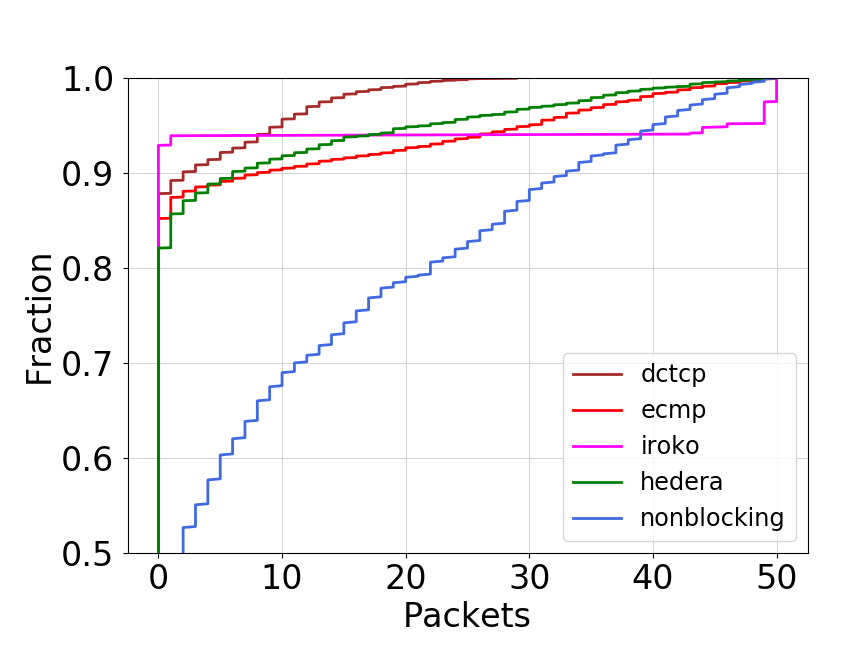 1.0
0.9
0.8
0.7
0.6
0.5
Fraction
0 10 20 30 40 50
Packets
dctcp
ecmp
iroko
hedera
nonblocking